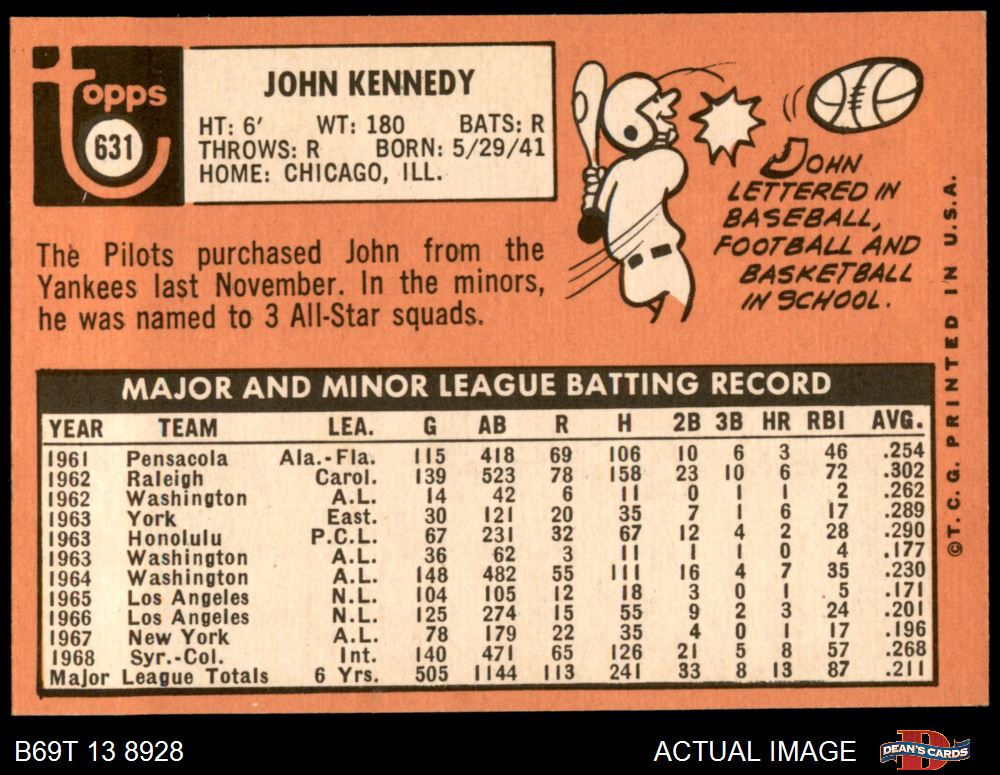 topps
631
JOHN KENNEDY
HT: 6' WT: 180 BATS: R
THROWS: R BORN: 5/29/41
HOME: CHICAGO, ILL.
The Pilots purchased John from the
Yankees last November. In the minors,
he was named to 3 All-Star squads.
JOHN
LETTERED IN
BASEBALL,
FOOTBALL AND
BASKETBALL
IN SCHOOL.
©T.C.G. PRINTED IN U.S.A.
MAJOR AND MINOR LEAGUE BATTING RECORD
YEAR TEAM LEA. G AB R H 2B 3B HR RBI AVG.
1961 Pensacola Ala.-Fla. 115 418 69 106 10 6 3 46 .254
1962 Raleigh Carol. 139 523 78 158 23 10 6 72 .302
1962 Washington A.L. 14 42 6 11 0 1 1 2 .262
1963 York East. 30 121 20 35 7 1 6 17 .289
1963 Honolulu P.C.L. 67 231 32 67 12 4 2 28 .290
1963 Washington A.L. 36 62 3 11 1 1 0 4 .177
1964 Washington A.L. 148 482 55 111 16 4 7 35 .230
1965 Los Angeles N.L. 104 105 12 18 3 0 1 5 .171
1966 Los Angeles N.L. 125 274 15 55 9 2 3 24 .201
1967 New York A.L. 78 179 22 35 4 0 1 17 .196
1968 Syr.-Col. Int. 140 471 65 126 21 5 8 57 .268
Major League Totals 6 Yrs. 505 1144 113 241 33 8 13 87 .211
B69T 13 8928
ACTUAL IMAGE
DEAN'S CARDS